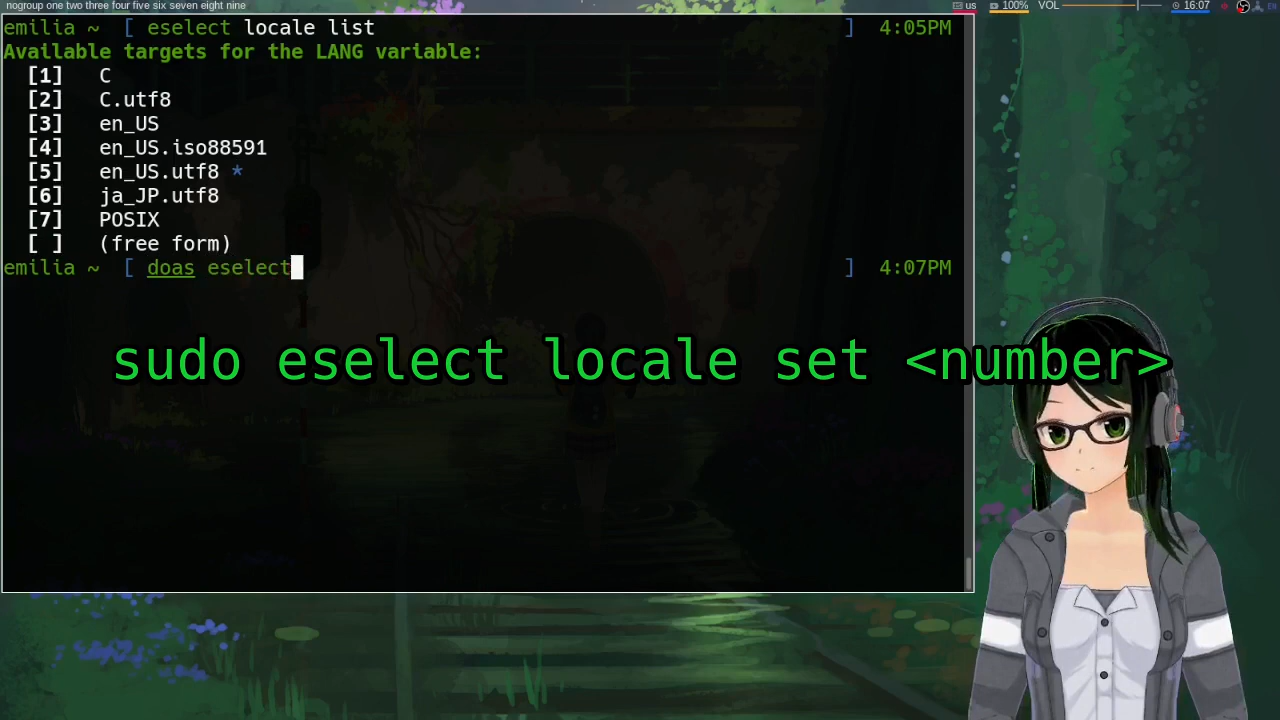 nogroup one two three four five six seven eight nine
us 100% VOL 16:07
emilia ~ [ eselect locale list ] 4:05PM
Available targets for the LANG variable:
[1] C
[2] C.utf8
[3] en_US
[4] en_US.iso88591
[5] en_US.utf8 *
[6] ja_JP.utf8
[7] POSIX
[ ] (free form)
emilia ~ [ doas eselect ] 4:07PM
sudo eselect locale set <number>